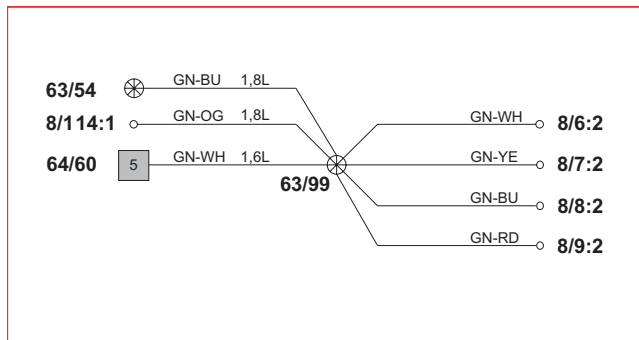 63/54 GN-BU 1,8L
8/114:1 GN-OG 1,8L GN-WH 8/6:2
64/60 5 GN-WH 1,6L GN-YE 8/7:2
63/99
GN-BU 8/8:2
GN-RD 8/9:2